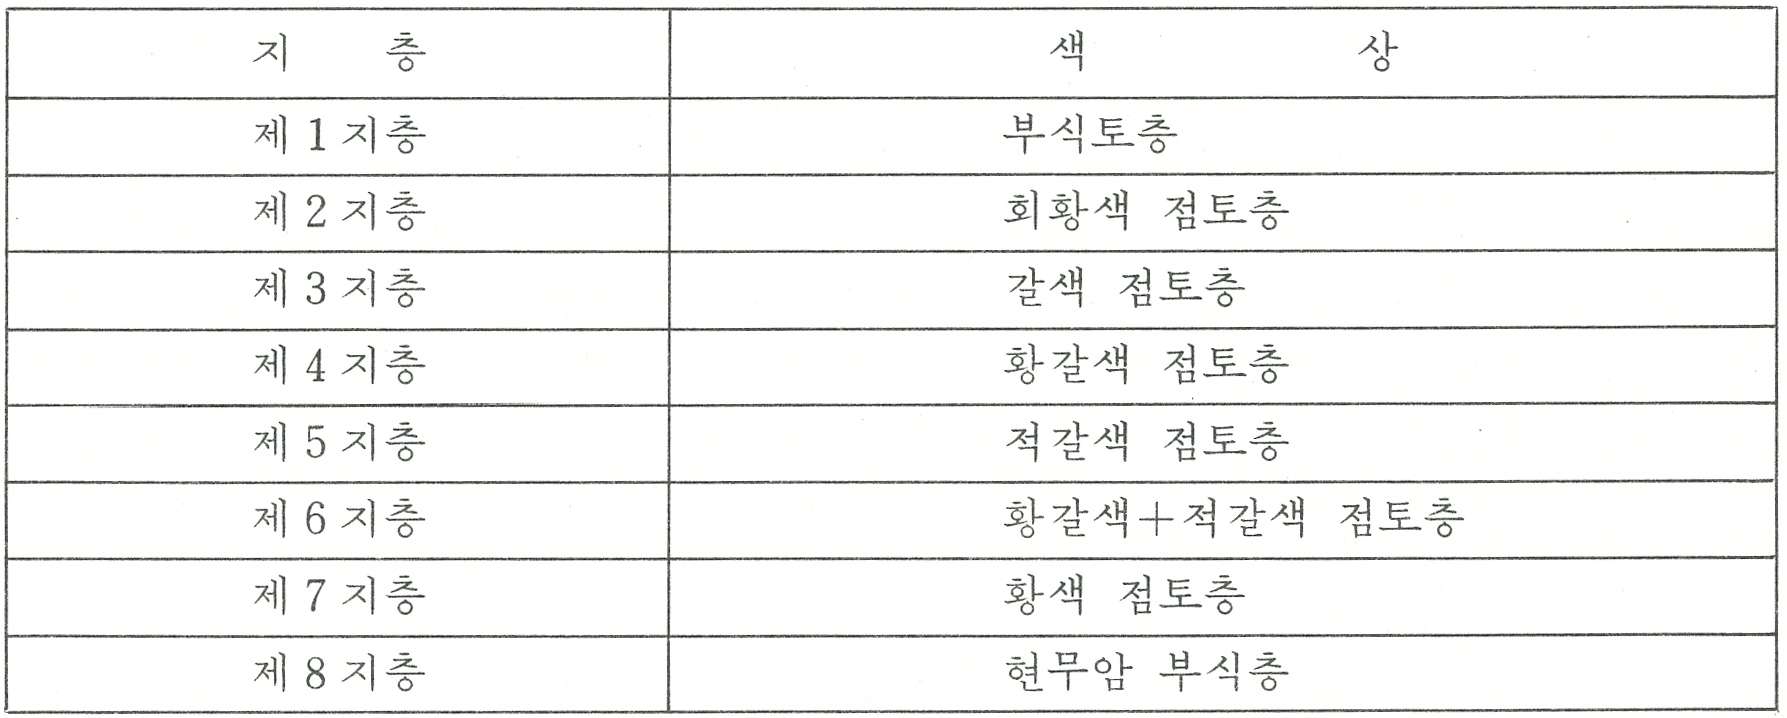 지 층 색 상
제 1 지층 부식토층
제 2 지층 회황색 점토층
제 3 지층 갈색 점토층
제 4 지층 황갈색 점토층
제 5 지층 적갈색 점토층
제 6 지층 황갈색+적갈색 점토층
제 7 지층 황색 점토층
제 8 지층 현무암 부식층